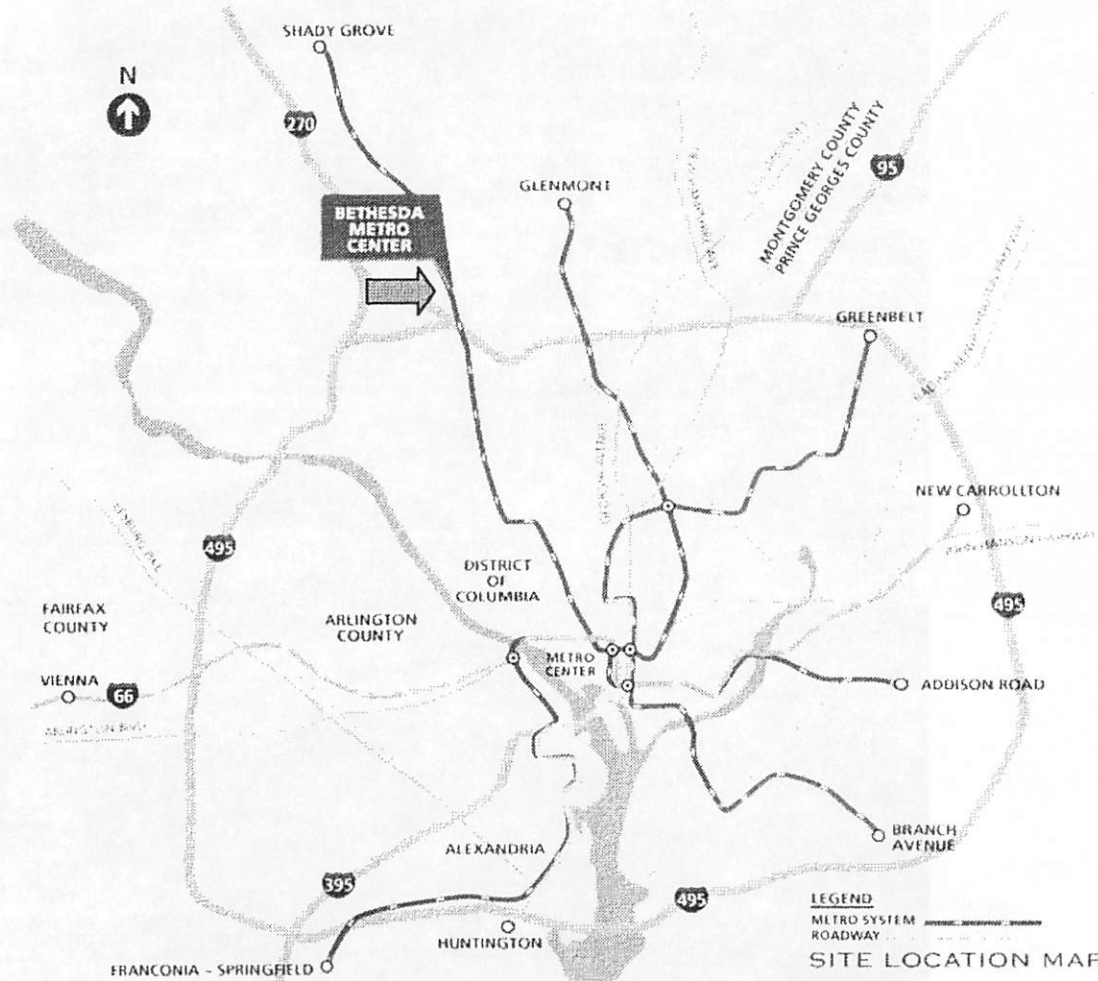 SHADY GROVE
N
270
GLENMONT
MONTGOMERY COUNTY
PRINCE GEORGES COUNTY
95
BETHESDA
METRO
CENTER
GREENBELT
NEW CARROLLTON
495
DISTRICT
OF
COLUMBIA
FAIRFAX
COUNTY
ARLINGTON
COUNTY
495
METRO
CENTER
VIENNA
66
ADDISON ROAD
ARLINGTON BLVD
BRANCH
AVENUE
ALEXANDRIA
395
495
HUNTINGTON
FRANCONIA - SPRINGFIELD
LEGEND
METRO SYSTEM
ROADWAY
SITE LOCATION MAP